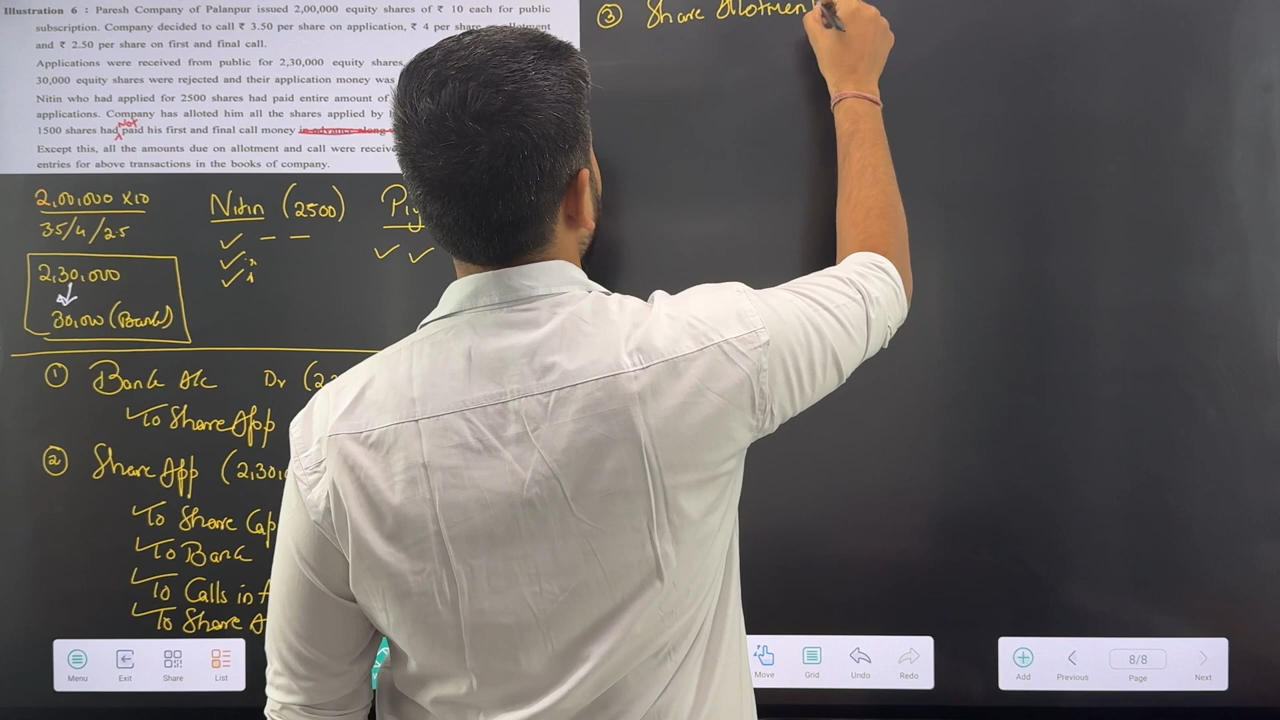 Illustration 6 : Paresh Company of Palanpur issued 2,00,000 equity shares of ₹ 10 each for public
subscription. Company decided to call ₹ 3.50 per share on application, ₹ 4 per share
and ₹ 2.50 per share on first and final call.
Applications were received from public for 2,30,000 equity shares.
30,000 equity shares were rejected and their application money was
Nitin who had applied for 2500 shares had paid entire amount of
applications. Company has alloted him all the shares applied by
1500 shares had Not paid his first and final call money in advance along
Except this, all the amounts due on allotment and call were
entries for above transactions in the books of company.
2,00,000 X10
3.5/4/2.5
2,30,000
30,000 (Bank)
Nitin (2500)
① Bank A/c Dr
To Share App
② Share App
To Share Cap
To Bank
To Calls in
To Share
③ Share Allotment
Menu
Exit
Share
List
Move
Grid
Undo
Redo
Add
Previous
8/8
Page
Next